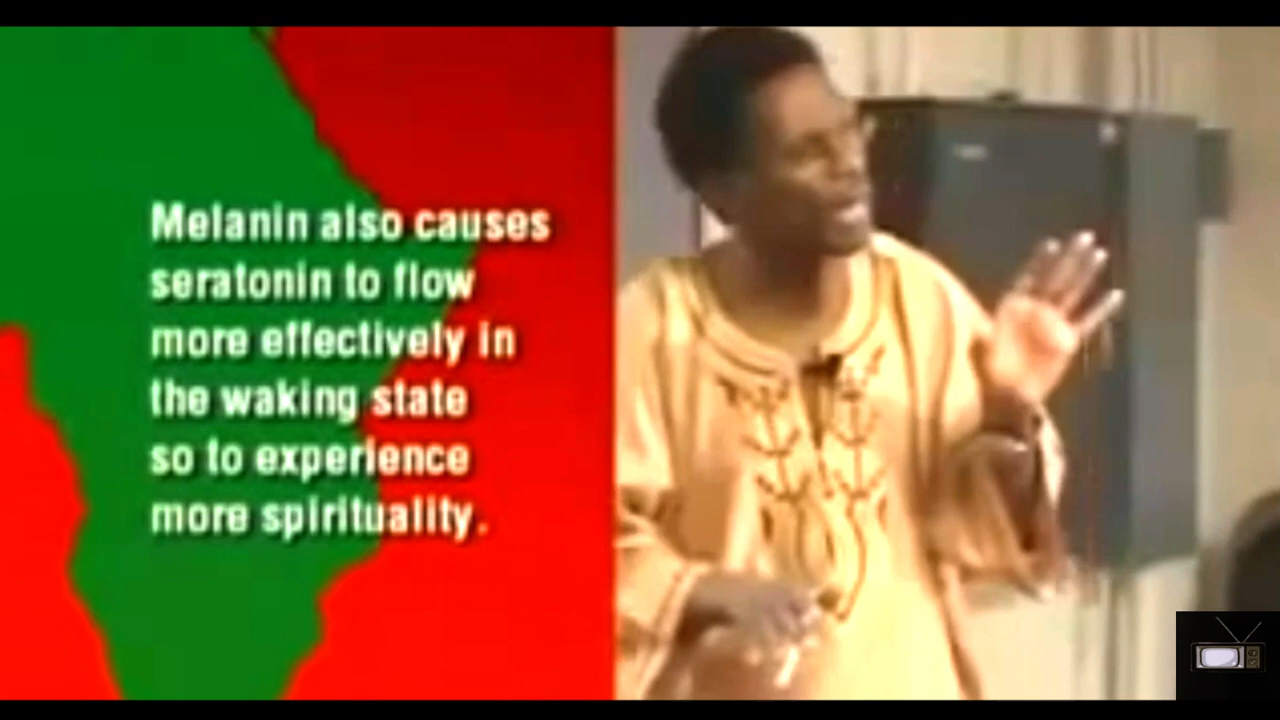 Melanin also causes
seratonin to flow
more effectively in
the waking state
so to experience
more spirituality.